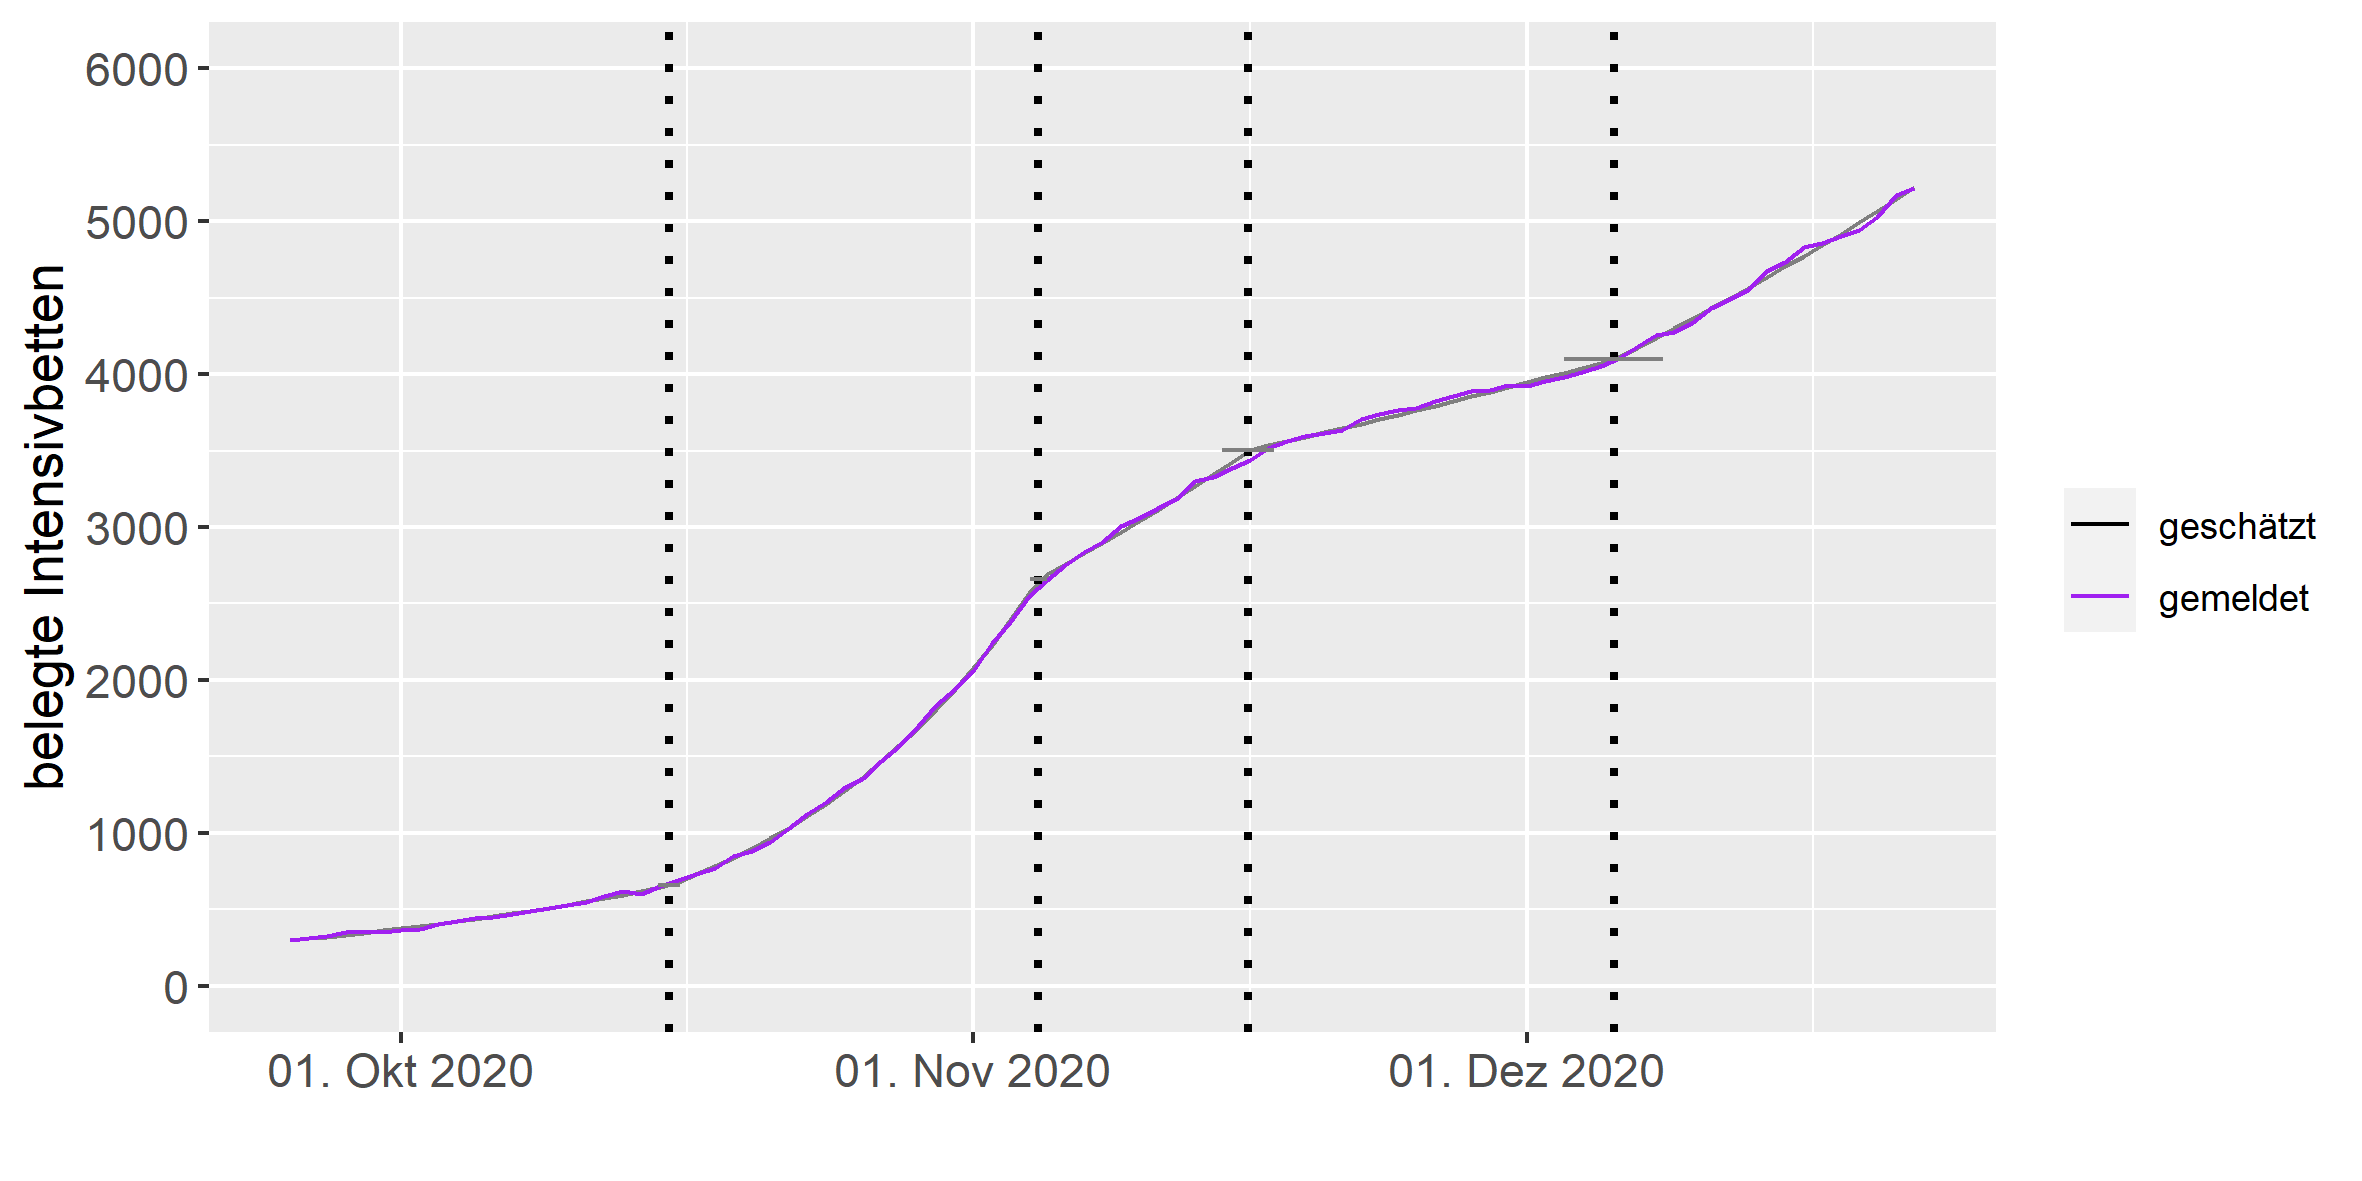 belegte Intensivbetten
6000
5000
4000
3000
2000
1000
0
01. Okt 2020
01. Nov 2020
01. Dez 2020
geschätzt
gemeldet